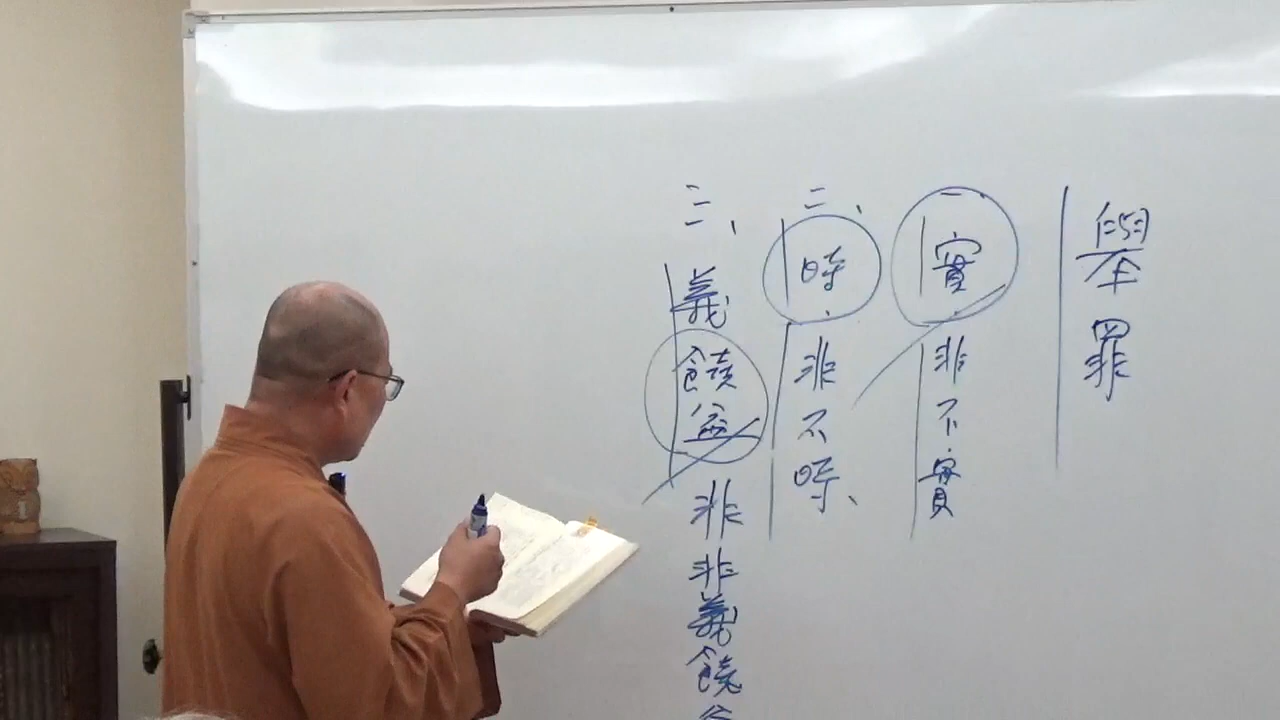 舉罪
一、實、非不實
二、時、非不時、
三、義饒益非非義饒益